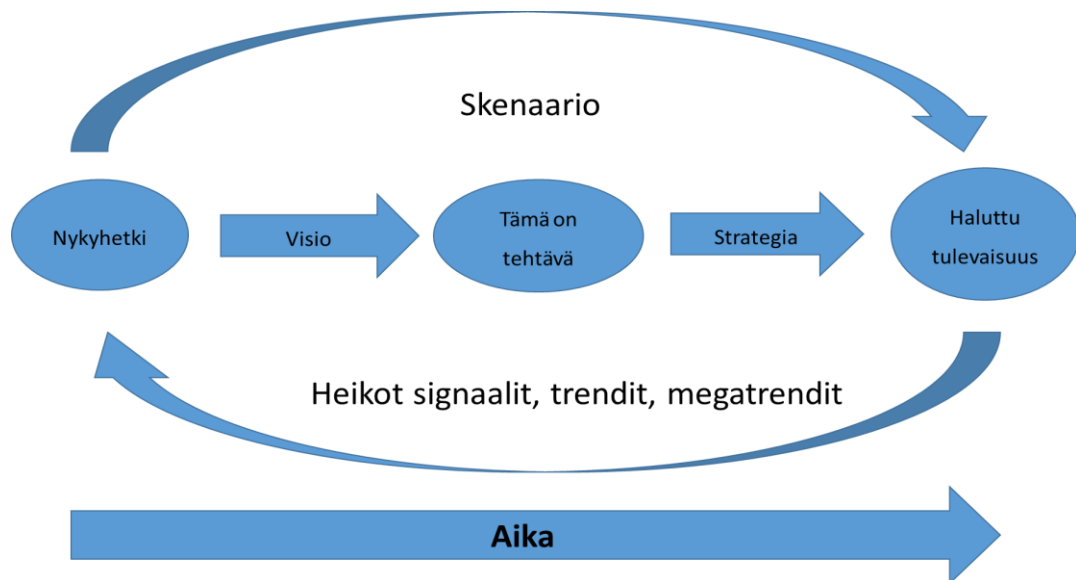 Skenaario
Nykyhetki
Visio
Tämä on
tehtävä
Strategia
Haluttu
tulevaisuus
Heikot signaalit, trendit, megatrendit
Aika